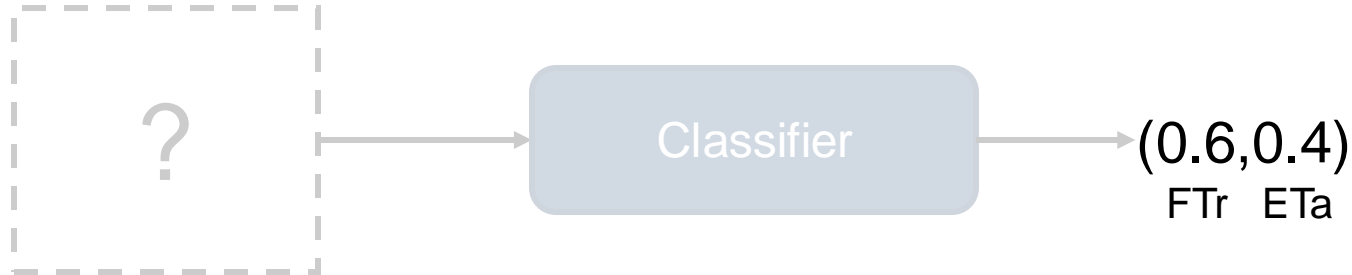 ?
Classifier
(0.6,0.4)
FTr ETa